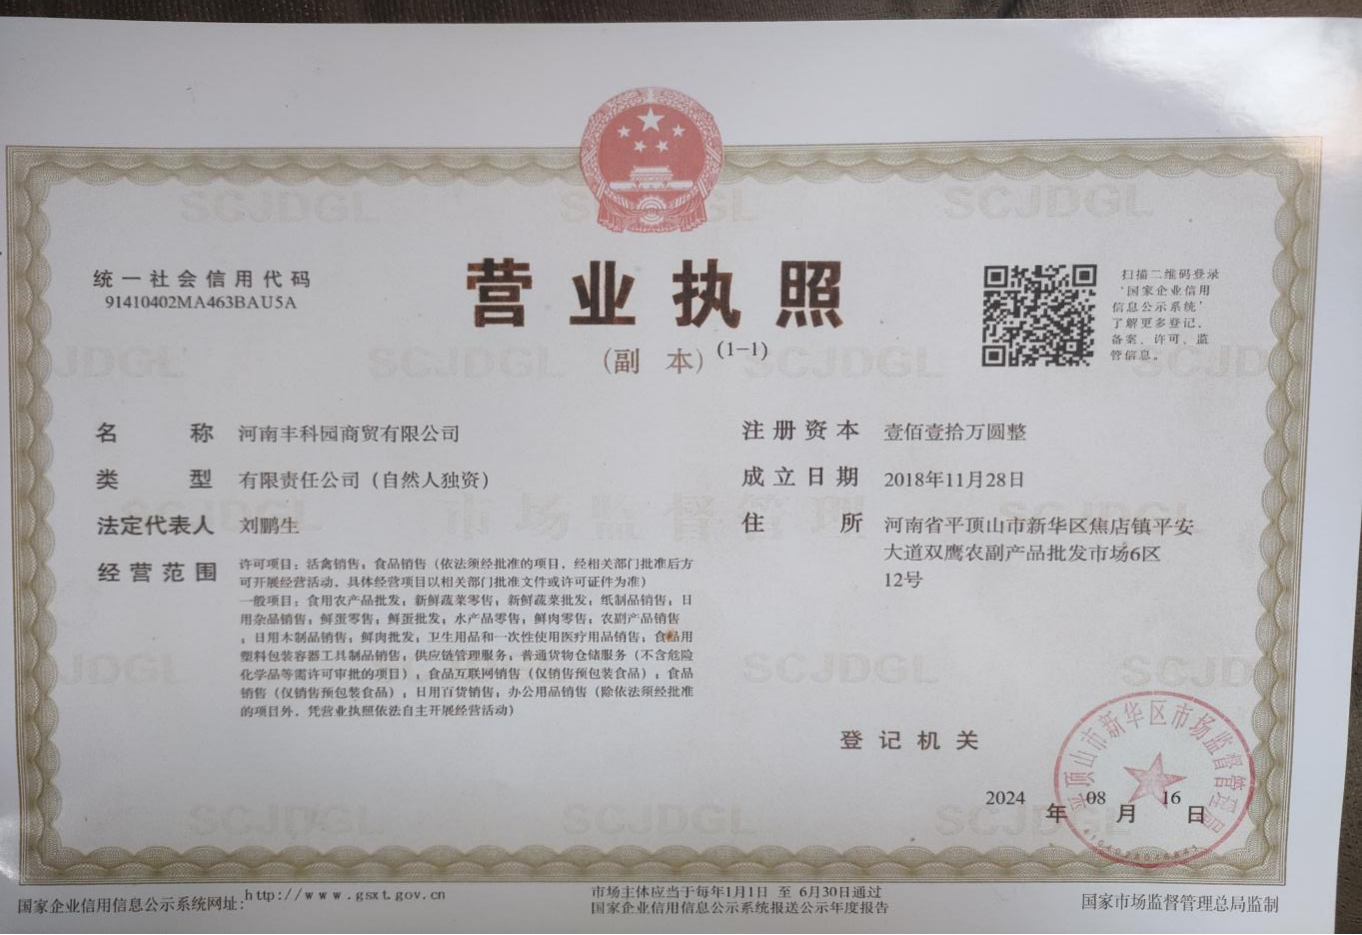 统一社会信用代码
91410402MA463BAU5A
营业执照
(副 本) (1-1)
扫描二维码登录
'国家企业信用
信息公示系统'
了解更多登记、
备案、许可、监
管信息。
名 称 河南丰科园商贸有限公司
类 型 有限责任公司（自然人独资）
法定代表人 刘鹏生
经营范围 许可项目：活禽销售；食品销售（依法须经批准的项目，经相关部门批准后方
可开展经营活动，具体经营项目以相关部门批准文件或许可证件为准）
一般项目：食用农产品批发；新鲜蔬菜零售；新鲜蔬菜批发；纸制品销售；日
用杂品销售；鲜蛋零售；鲜蛋批发；水产品零售；鲜肉零售；农副产品销售
；日用木制品销售；鲜肉批发；卫生用品和一次性使用医疗用品销售；食品用
塑料包装容器工具制品销售；供应链管理服务；普通货物仓储服务（不含危险
化学品等需许可审批的项目）；食品互联网销售（仅销售预包装食品）；食品
销售（仅销售预包装食品）；日用百货销售；办公用品销售（除依法须经批准
的项目外，凭营业执照依法自主开展经营活动）
注册资本 壹佰壹拾万圆整
成立日期 2018年11月28日
住 所 河南省平顶山市新华区焦店镇平安
大道双鹰农副产品批发市场6区
12号
登记机关
平顶山市新华区市场监督管理局
2024年08月16日
国家企业信用信息公示系统网址:http://www.gsxt.gov.cn
市场主体应当于每年1月1日 至 6月30日通过
国家企业信用信息公示系统报送公示年度报告
国家市场监督管理总局监制
SCJDGL
市场监督管理